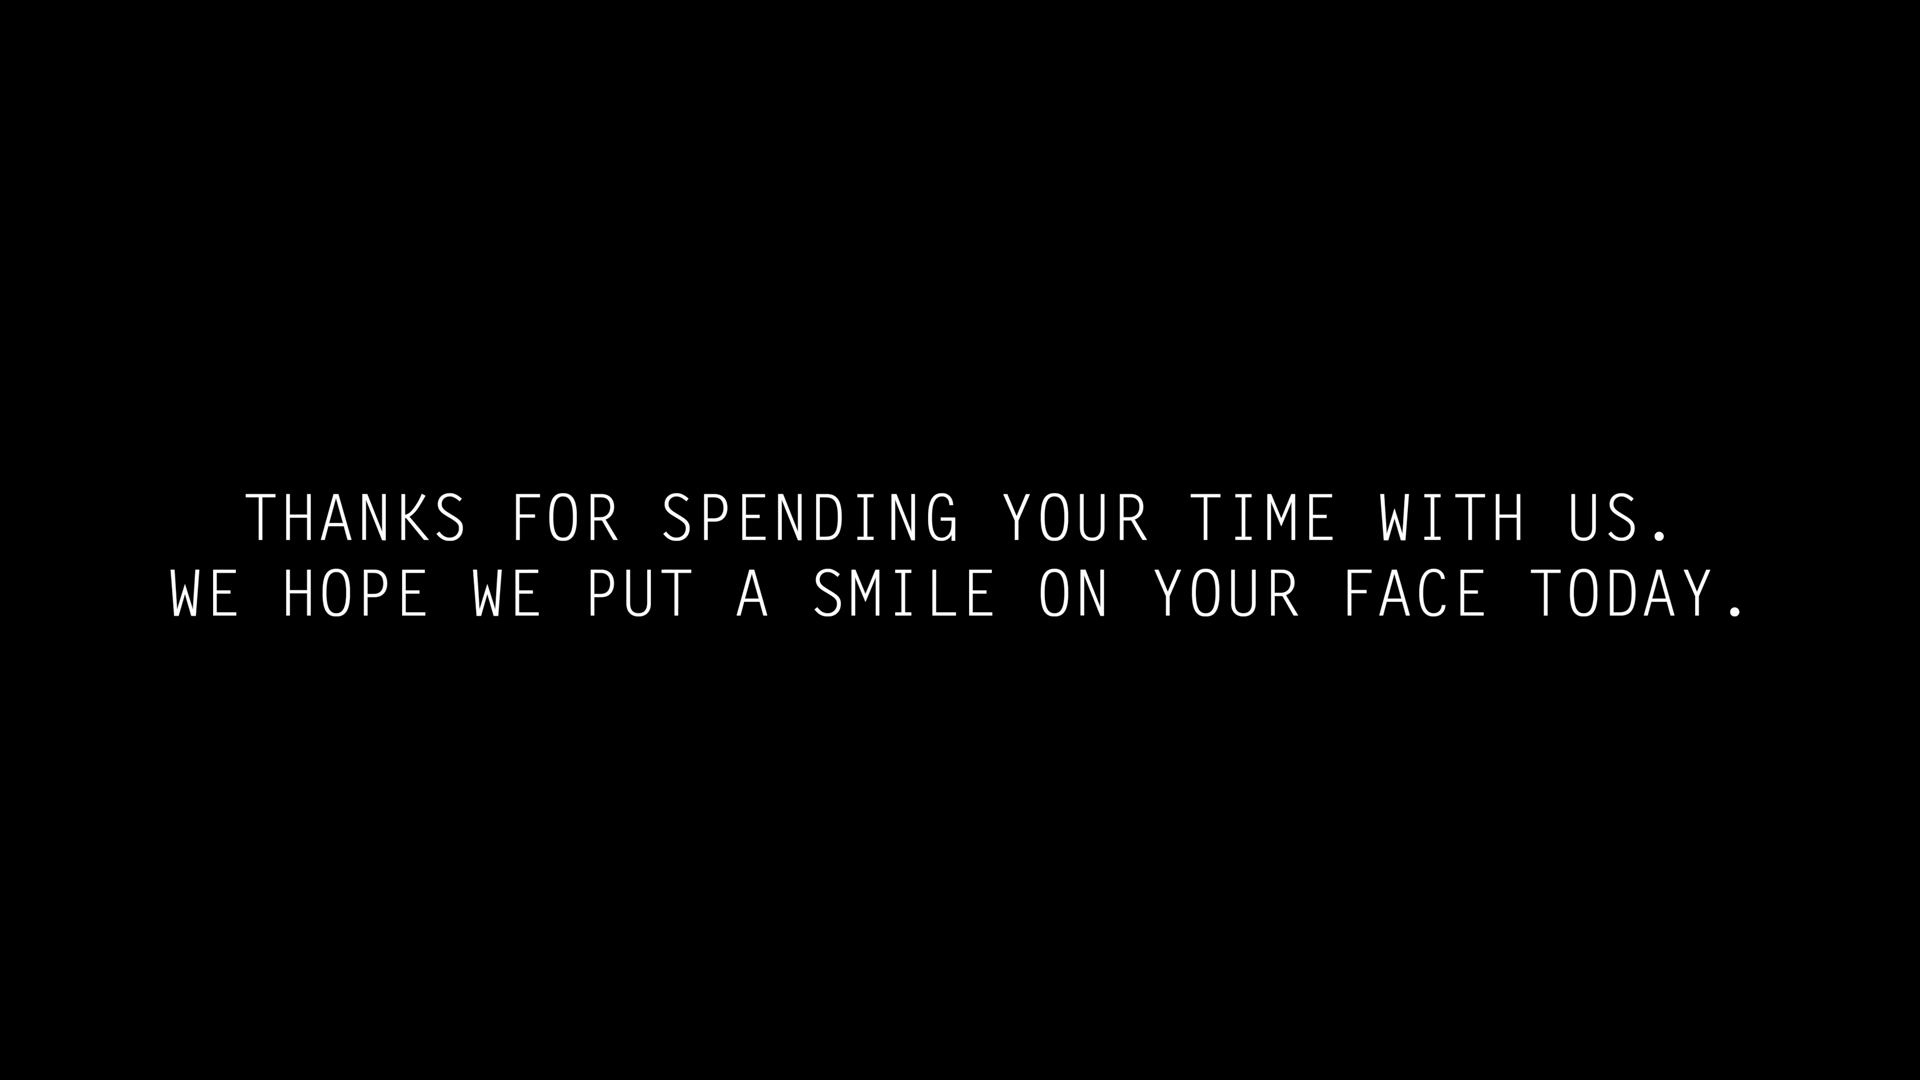 THANKS FOR SPENDING YOUR TIME WITH US.
WE HOPE WE PUT A SMILE ON YOUR FACE TODAY.